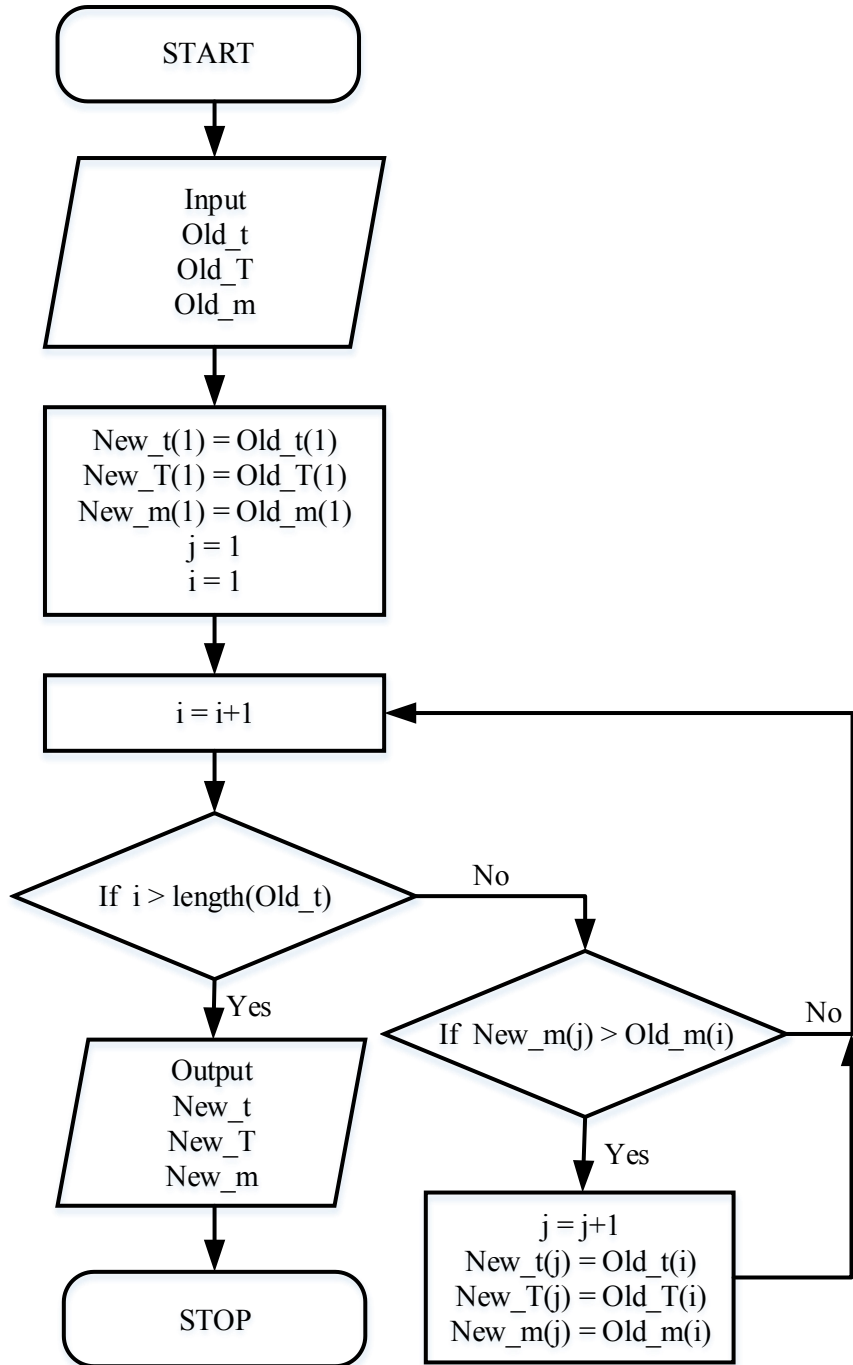 START
Input
Old_t
Old_T
Old_m
New_t(1) = Old_t(1)
New_T(1) = Old_T(1)
New_m(1) = Old_m(1)
j = 1
i = 1
i = i+1
If i > length(Old_t)
No
Yes
If New_m(j) > Old_m(i)
No
Yes
j = j+1
New_t(j) = Old_t(i)
New_T(j) = Old_T(i)
New_m(j) = Old_m(i)
Output
New_t
New_T
New_m
STOP